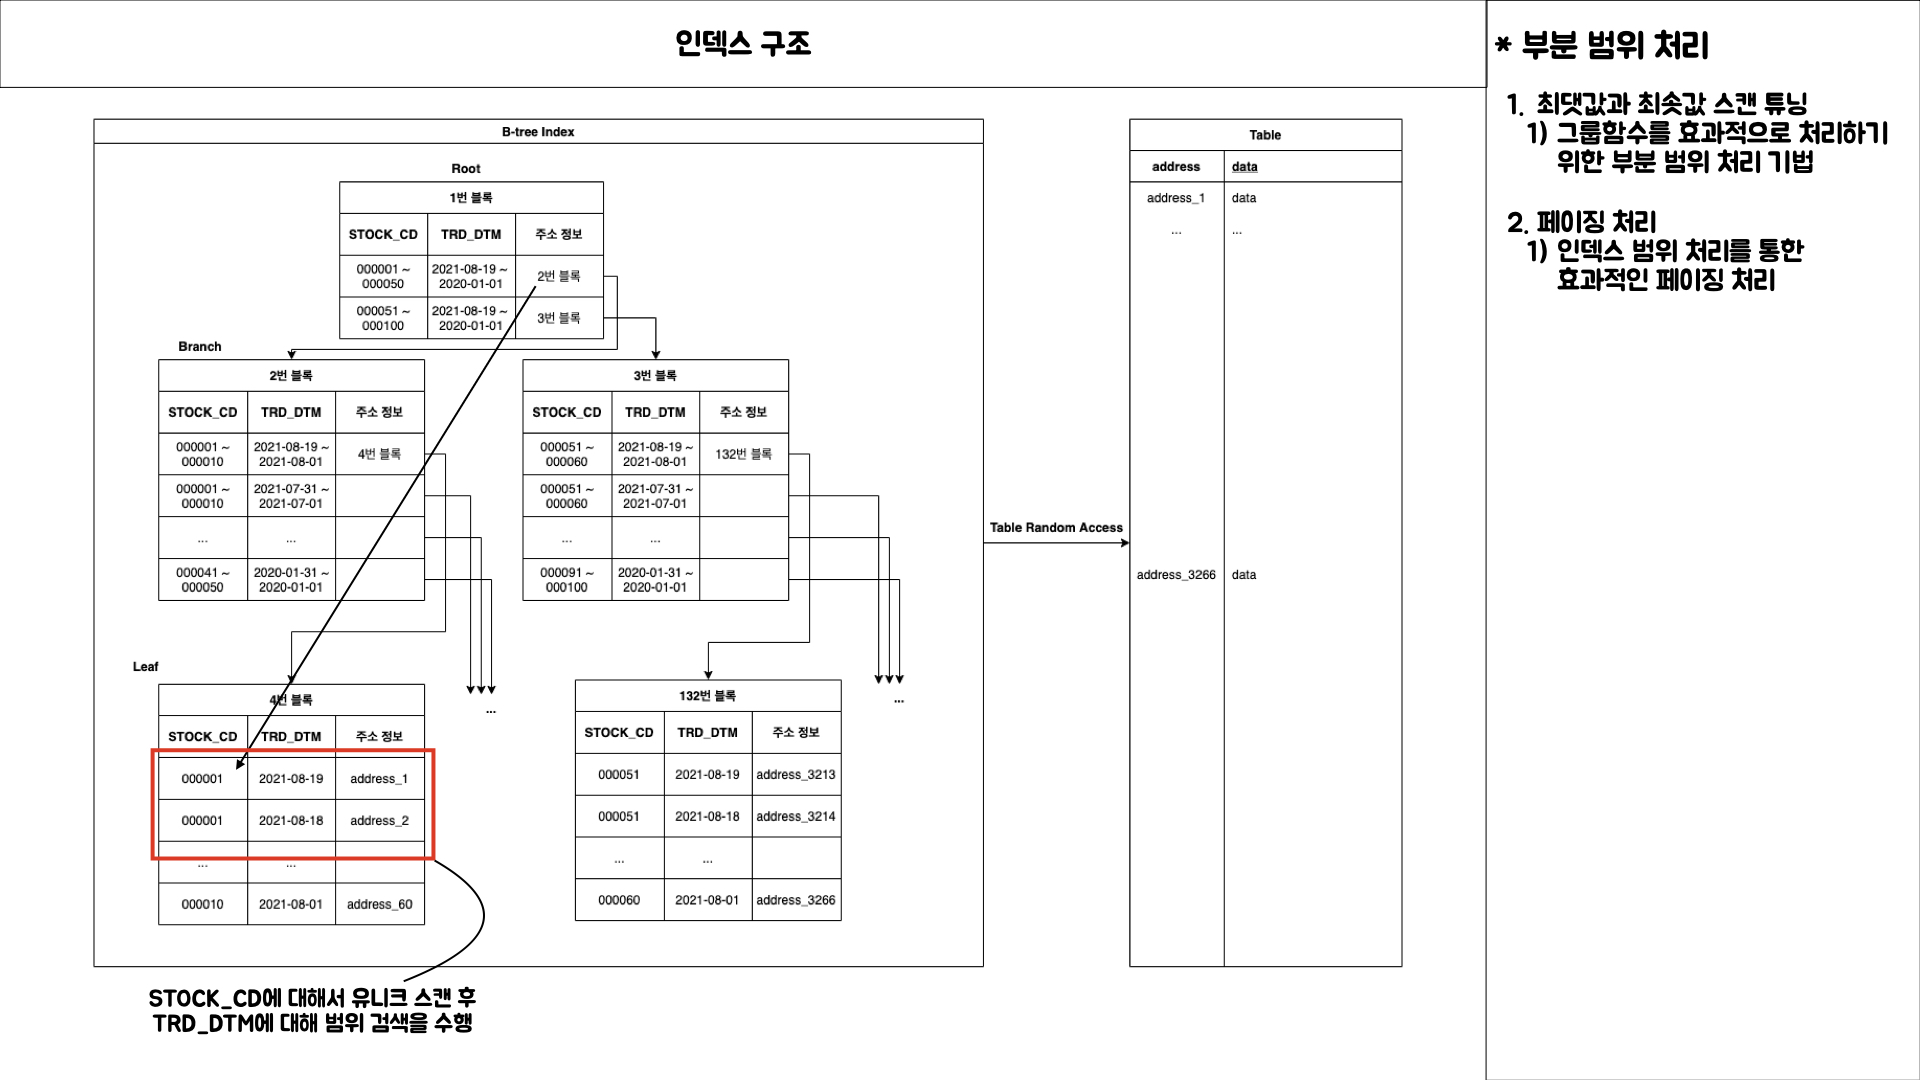 인덱스 구조
B-tree Index
Root
1번 블록
STOCK_CD TRD_DTM 주소 정보
000001 ~ 000050 2021-08-19 ~ 2020-01-01 2번 블록
000051 ~ 000100 2021-08-19 ~ 2020-01-01 3번 블록
Branch
2번 블록
STOCK_CD TRD_DTM 주소 정보
000001 ~ 000010 2021-08-19 ~ 2021-08-01 4번 블록
000001 ~ 000010 2021-07-31 ~ 2021-07-01
... ...
000041 ~ 000050 2020-01-31 ~ 2020-01-01
3번 블록
STOCK_CD TRD_DTM 주소 정보
000051 ~ 000060 2021-08-19 ~ 2021-08-01 132번 블록
000051 ~ 000060 2021-07-31 ~ 2021-07-01
... ...
000091 ~ 000100 2020-01-31 ~ 2020-01-01
Leaf
4번 블록
STOCK_CD TRD_DTM 주소 정보
000001 2021-08-19 address_1
000001 2021-08-18 address_2
... ...
000010 2021-08-01 address_60
...
132번 블록
STOCK_CD TRD_DTM 주소 정보
000051 2021-08-19 address_3213
000051 2021-08-18 address_3214
... ...
000060 2021-08-01 address_3266
...
STOCK_CD에 대해서 유니크 스캔 후
TRD_DTM에 대해 범위 검색을 수행
Table Random Access
Table
address data
address_1 data
... ...
address_3266 data
* 부분 범위 처리
1. 최댓값과 최솟값 스캔 튜닝
1) 그룹함수를 효과적으로 처리하기
위한 부분 범위 처리 기법
2. 페이징 처리
1) 인덱스 범위 처리를 통한
효과적인 페이징 처리